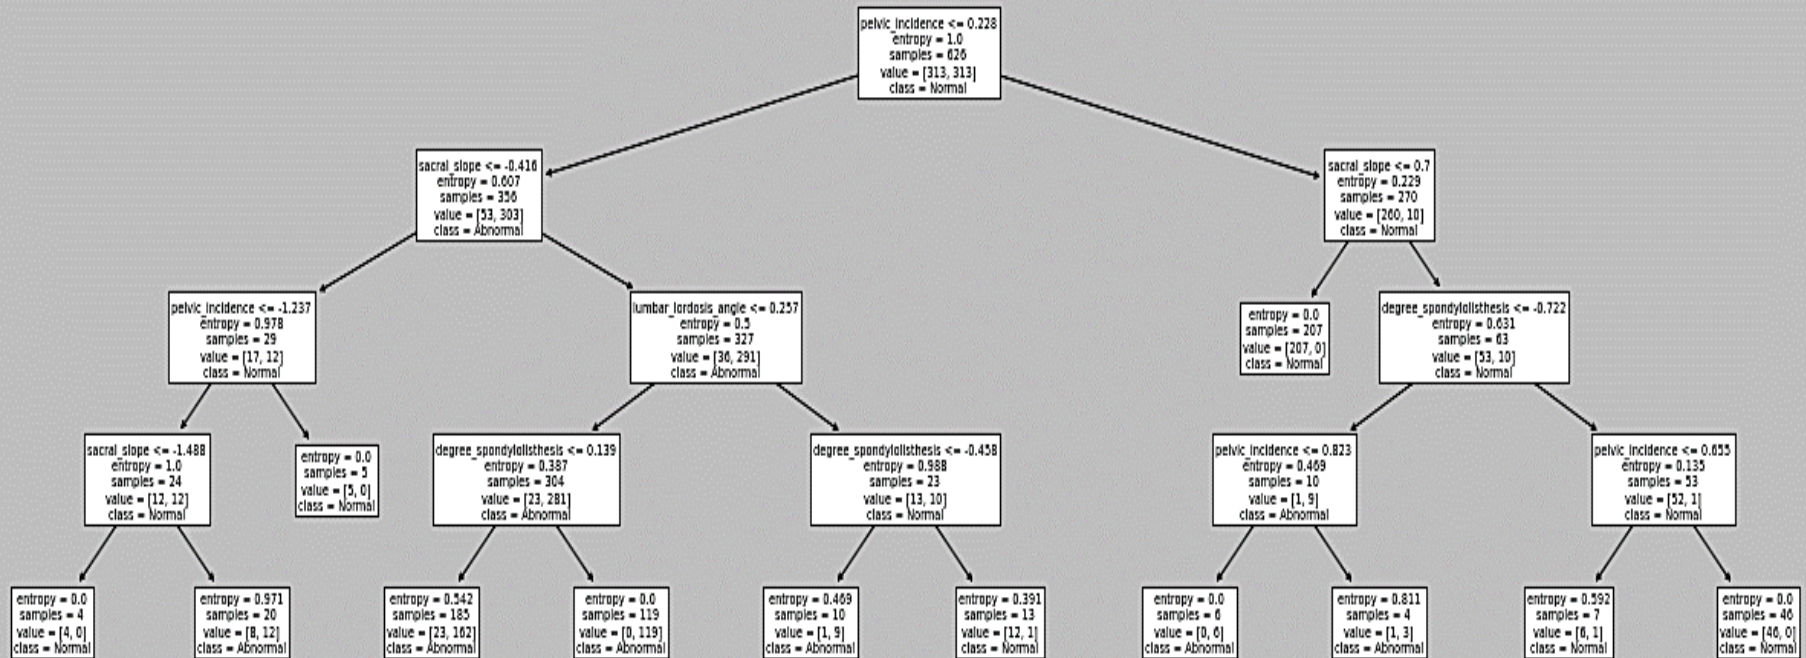 pelvic_incidence <= 0.228
entropy = 1.0
samples = 626
value = [313, 313]
class = Normal
sacral_slope <= -0.416
entropy = 0.607
samples = 356
value = [53, 303]
class = Abnormal
sacral_slope <= 0.7
entropy = 0.229
samples = 270
value = [260, 10]
class = Normal
pelvic_incidence <= -1.237
entropy = 0.978
samples = 29
value = [17, 12]
class = Normal
lumbar_lordosis_angle <= 0.257
entropy = 0.5
samples = 327
value = [36, 291]
class = Abnormal
entropy = 0.0
samples = 207
value = [207, 0]
class = Normal
degree_spondylolisthesis <= -0.722
entropy = 0.631
samples = 63
value = [53, 10]
class = Normal
sacral_slope <= -1.488
entropy = 1.0
samples = 24
value = [12, 12]
class = Normal
entropy = 0.0
samples = 5
value = [5, 0]
class = Normal
degree_spondylolisthesis <= 0.139
entropy = 0.387
samples = 304
value = [23, 281]
class = Abnormal
degree_spondylolisthesis <= -0.458
entropy = 0.988
samples = 23
value = [13, 10]
class = Normal
pelvic_incidence <= 0.823
entropy = 0.469
samples = 10
value = [1, 9]
class = Abnormal
pelvic_incidence <= 0.655
entropy = 0.135
samples = 53
value = [52, 1]
class = Normal
entropy = 0.0
samples = 4
value = [4, 0]
class = Normal
entropy = 0.971
samples = 20
value = [8, 12]
class = Abnormal
entropy = 0.542
samples = 185
value = [23, 162]
class = Abnormal
entropy = 0.0
samples = 119
value = [0, 119]
class = Abnormal
entropy = 0.469
samples = 10
value = [1, 9]
class = Abnormal
entropy = 0.391
samples = 13
value = [12, 1]
class = Normal
entropy = 0.0
samples = 6
value = [0, 6]
class = Abnormal
entropy = 0.811
samples = 4
value = [1, 3]
class = Abnormal
entropy = 0.592
samples = 7
value = [6, 1]
class = Normal
entropy = 0.0
samples = 46
value = [46, 0]
class = Normal